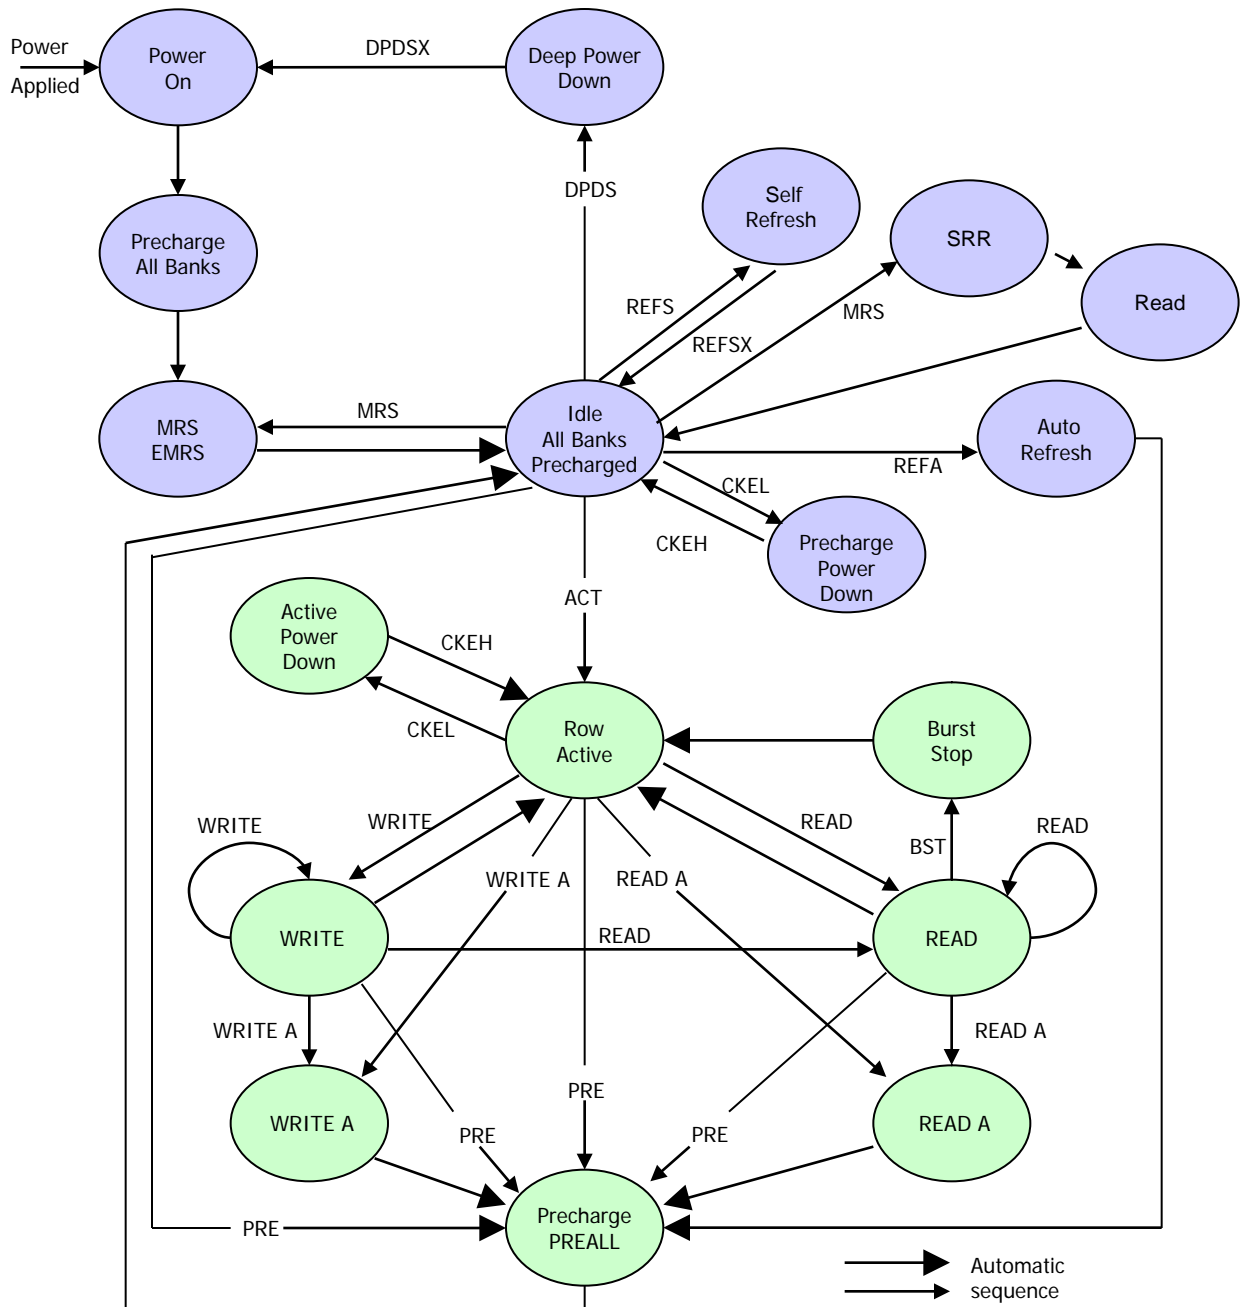 Power
Applied
Power
On
DPDSX
Deep Power
Down
DPDS
Self
Refresh
SRR
Read
Precharge
All Banks
REFS
REFSX
MRS
MRS
EMRS
MRS
Idle
All Banks
Precharged
Auto
Refresh
REFA
CKEL
CKEH
Precharge
Power
Down
ACT
Active
Power
Down
CKEH
CKEL
Row
Active
Burst
Stop
WRITE
WRITE
READ
BST
READ
WRITE A
READ A
WRITE
READ
READ
WRITE A
READ A
WRITE A
PRE
PRE
PRE
READ A
PRE
Precharge
PREALL
Automatic
sequence